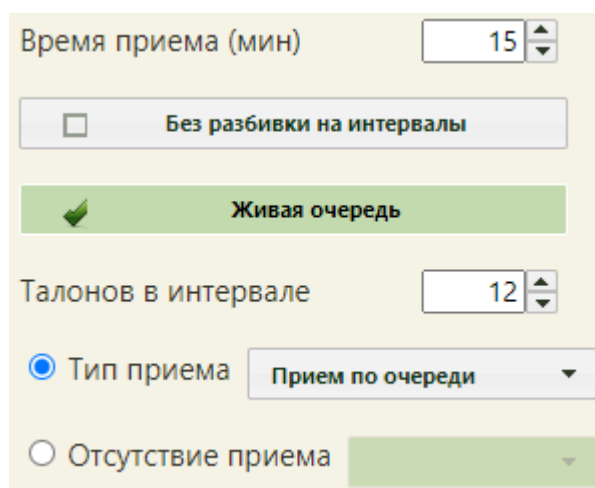 Время приема (мин) 15
Без разбивки на интервалы
Живая очередь
Талонов в интервале 12
Тип приема Прием по очереди
Отсутствие приема